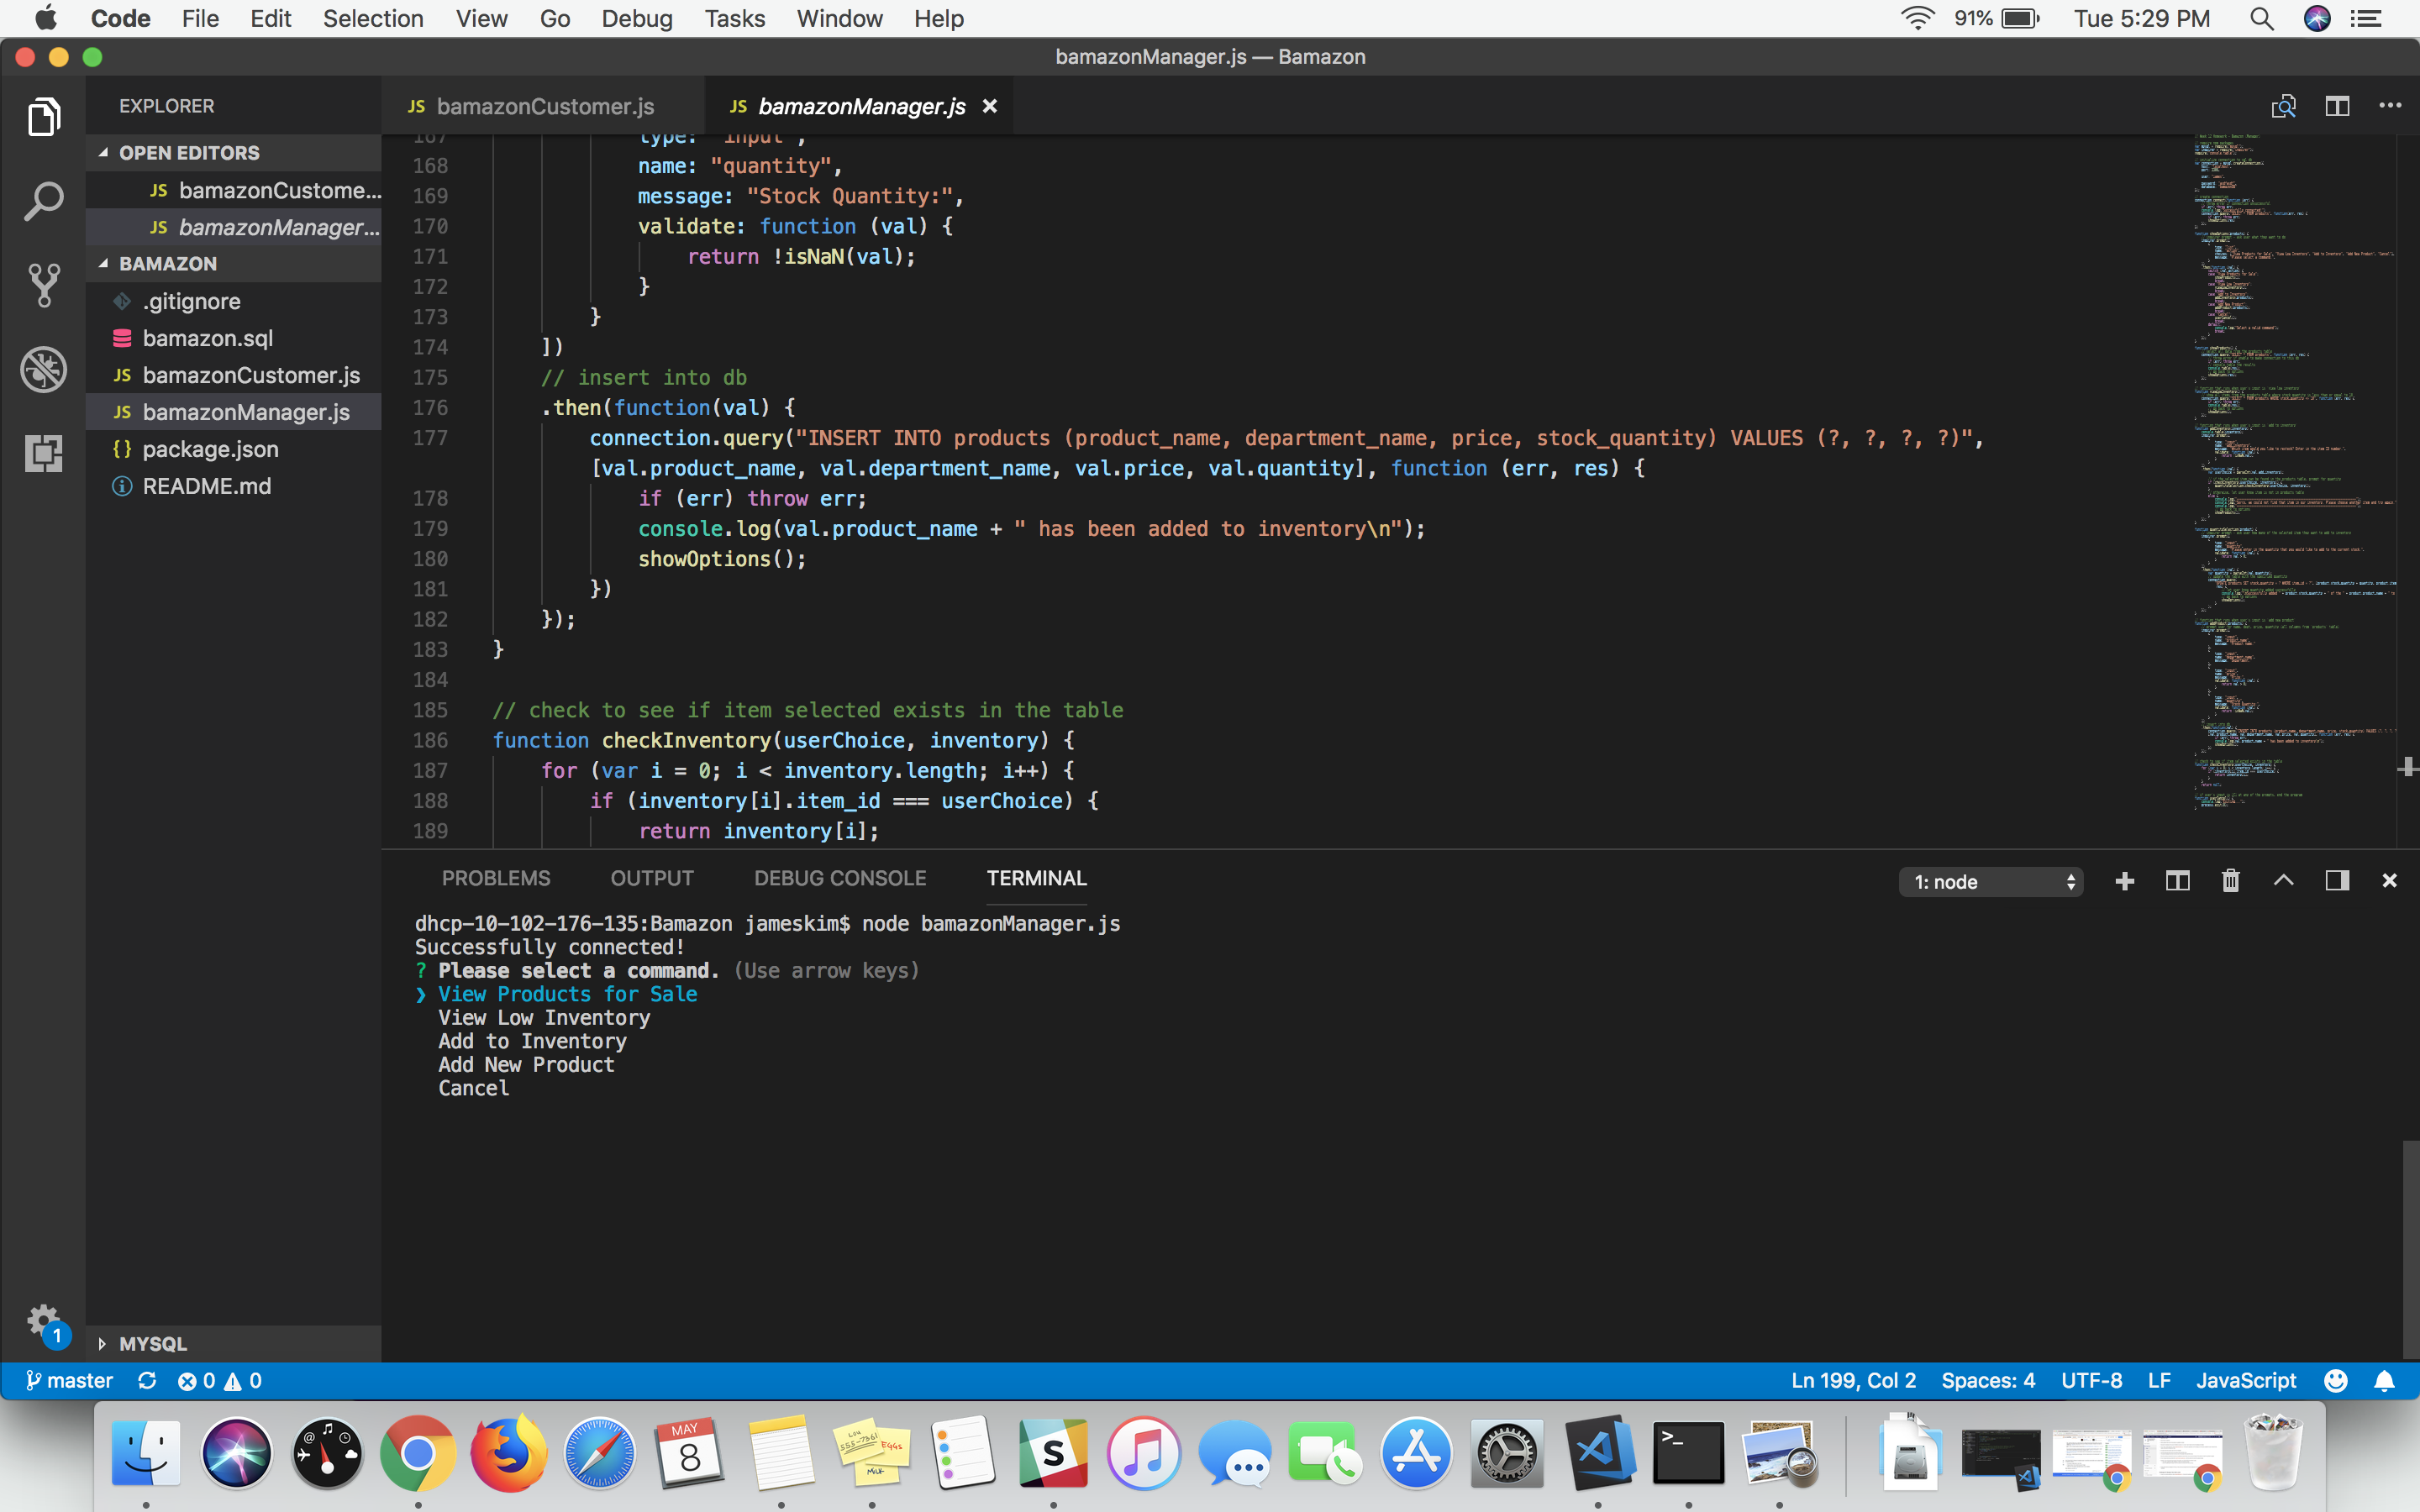 Code File Edit Selection View Go Debug Tasks Window Help 91% Tue 5:29 PM
bamazonManager.js — Bamazon
EXPLORER
OPEN EDITORS
JS bamazonCustome...
JS bamazonManager...
BAMAZON
.gitignore
bamazon.sql
JS bamazonCustomer.js
JS bamazonManager.js
{} package.json
README.md
MYSQL
1
JS bamazonCustomer.js JS bamazonManager.js
167 type: "input",
168 name: "quantity",
169 message: "Stock Quantity:",
170 validate: function (val) {
171 return !isNaN(val);
172 }
173 }
174 ])
175 // insert into db
176 .then(function(val) {
177 connection.query("INSERT INTO products (product_name, department_name, price, stock_quantity) VALUES (?, ?, ?, ?)",
[val.product_name, val.department_name, val.price, val.quantity], function (err, res) {
178 if (err) throw err;
179 console.log(val.product_name + " has been added to inventory\n");
180 showOptions();
181 })
182 });
183 }
184
185 // check to see if item selected exists in the table
186 function checkInventory(userChoice, inventory) {
187 for (var i = 0; i < inventory.length; i++) {
188 if (inventory[i].item_id === userChoice) {
189 return inventory[i];
PROBLEMS OUTPUT DEBUG CONSOLE TERMINAL 1: node
dhcp-10-102-176-135:Bamazon jameskim$ node bamazonManager.js
Successfully connected!
? Please select a command. (Use arrow keys)
❯ View Products for Sale
View Low Inventory
Add to Inventory
Add New Product
Cancel
master 0 0 Ln 199, Col 2 Spaces: 4 UTF-8 LF JavaScript
MAY
8